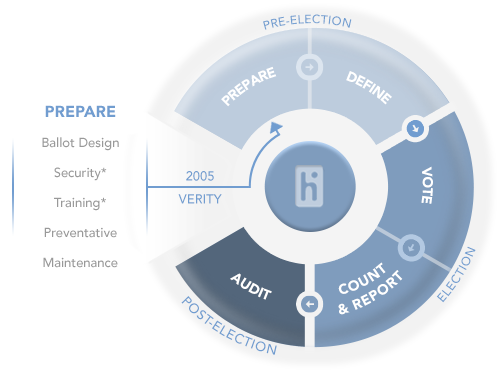 PRE-ELECTION
PREPARE
DEFINE
PREPARE
Ballot Design
Security*
Training*
Preventative
Maintenance
2005
VERITY
h
VOTE
COUNT
& REPORT
AUDIT
ELECTION
POST-ELECTION